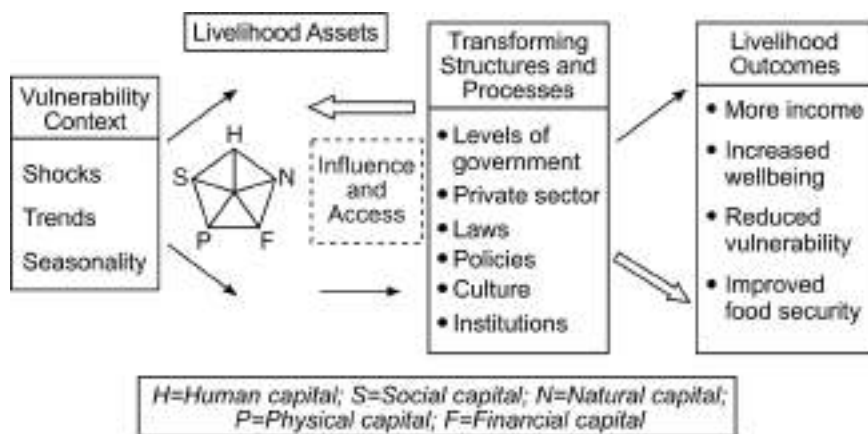 Livelihood Assets
Vulnerability
Context
Shocks
Trends
Seasonality
H
S
N
P
F
Influence
and
Access
Transforming
Structures and
Processes
• Levels of
government
• Private sector
• Laws
• Policies
• Culture
• Institutions
Livelihood
Outcomes
• More income
• Increased
wellbeing
• Reduced
vulnerability
• Improved
food security
H=Human capital; S=Social capital; N=Natural capital;
P=Physical capital; F=Financial capital